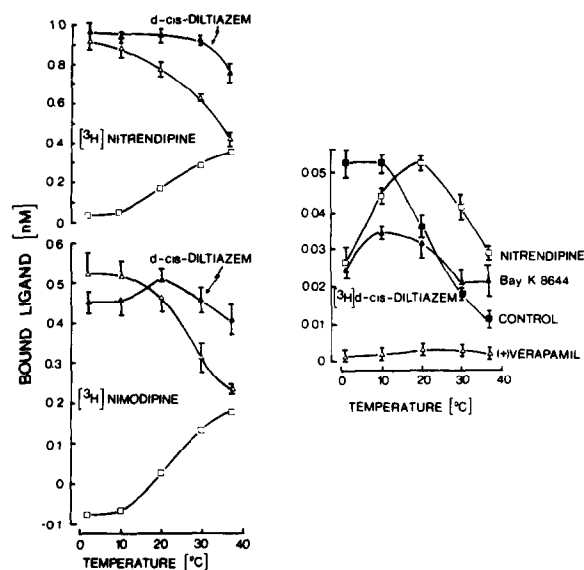 d-cis-DILTIAZEM
1·0
0·8
0·6
0·4
0·2
0
[³H] NITRENDIPINE
BOUND LIGAND [nM]
0·6
0·5
0·4
0·3
0·2
0·1
0
-0·1
d-cis-DILTIAZEM
[³H] NIMODIPINE
0 10 20 30 40
TEMPERATURE [°C]
0.05
0.04
0.03
0.02
0.01
0
NITRENDIPINE
Bay K 8644
[³H]d-cis-DILTIAZEM
CONTROL
(+)VERAPAMIL
0 10 20 30 40
TEMPERATURE [°C]